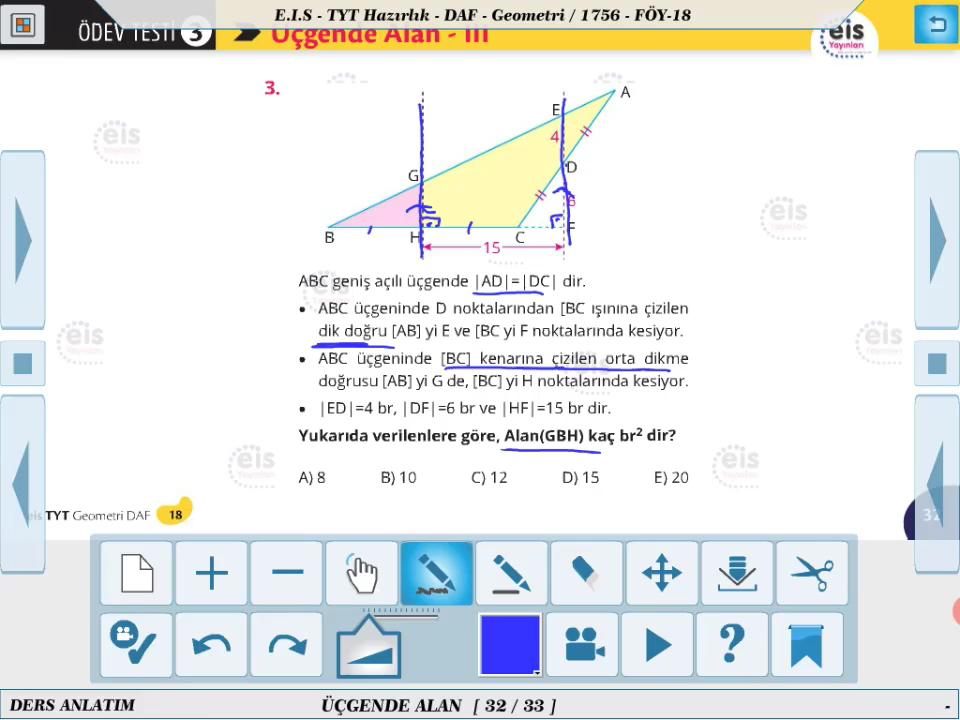 E.I.S - TYT Hazırlık - DAF - Geometri / 1756 - FÖY-18
ÖDEV TESTİ 3
Üçgende Alan - III
eis
Yayınları
3.
A
E
4
D
G
6
F
B
H
C
15
ABC geniş açılı üçgende |AD|=|DC| dir.
• ABC üçgeninde D noktalarından [BC ışınına çizilen
dik doğru [AB] yi E ve [BC yi F noktalarında kesiyor.
• ABC üçgeninde [BC] kenarına çizilen orta dikme
doğrusu [AB] yi G de, [BC] yi H noktalarında kesiyor.
• |ED|=4 br, |DF|=6 br ve |HF|=15 br dir.
Yukarıda verilenlere göre, Alan(GBH) kaç br² dir?
A) 8 B) 10 C) 12 D) 15 E) 20
eis TYT Geometri DAF 18
32
?
DERS ANLATIM ÜÇGENDE ALAN [ 32 / 33 ] -